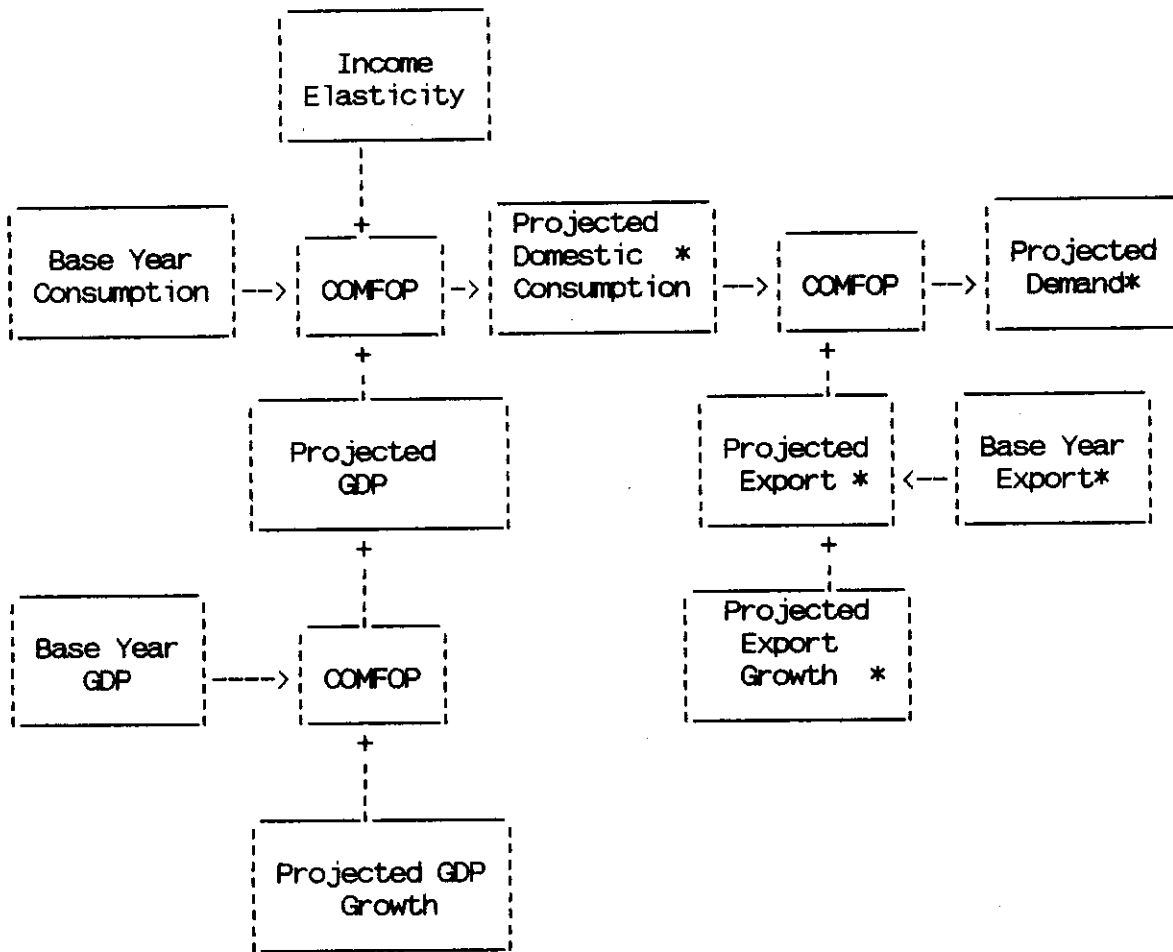 Income
Elasticity
Base Year
Consumption
COMFOP
Projected
Domestic *
Consumption
COMFOP
Projected
Demand*
Projected
GDP
Projected
Export *
Base Year
Export*
Base Year
GDP
COMFOP
Projected
Export
Growth *
Projected GDP
Growth